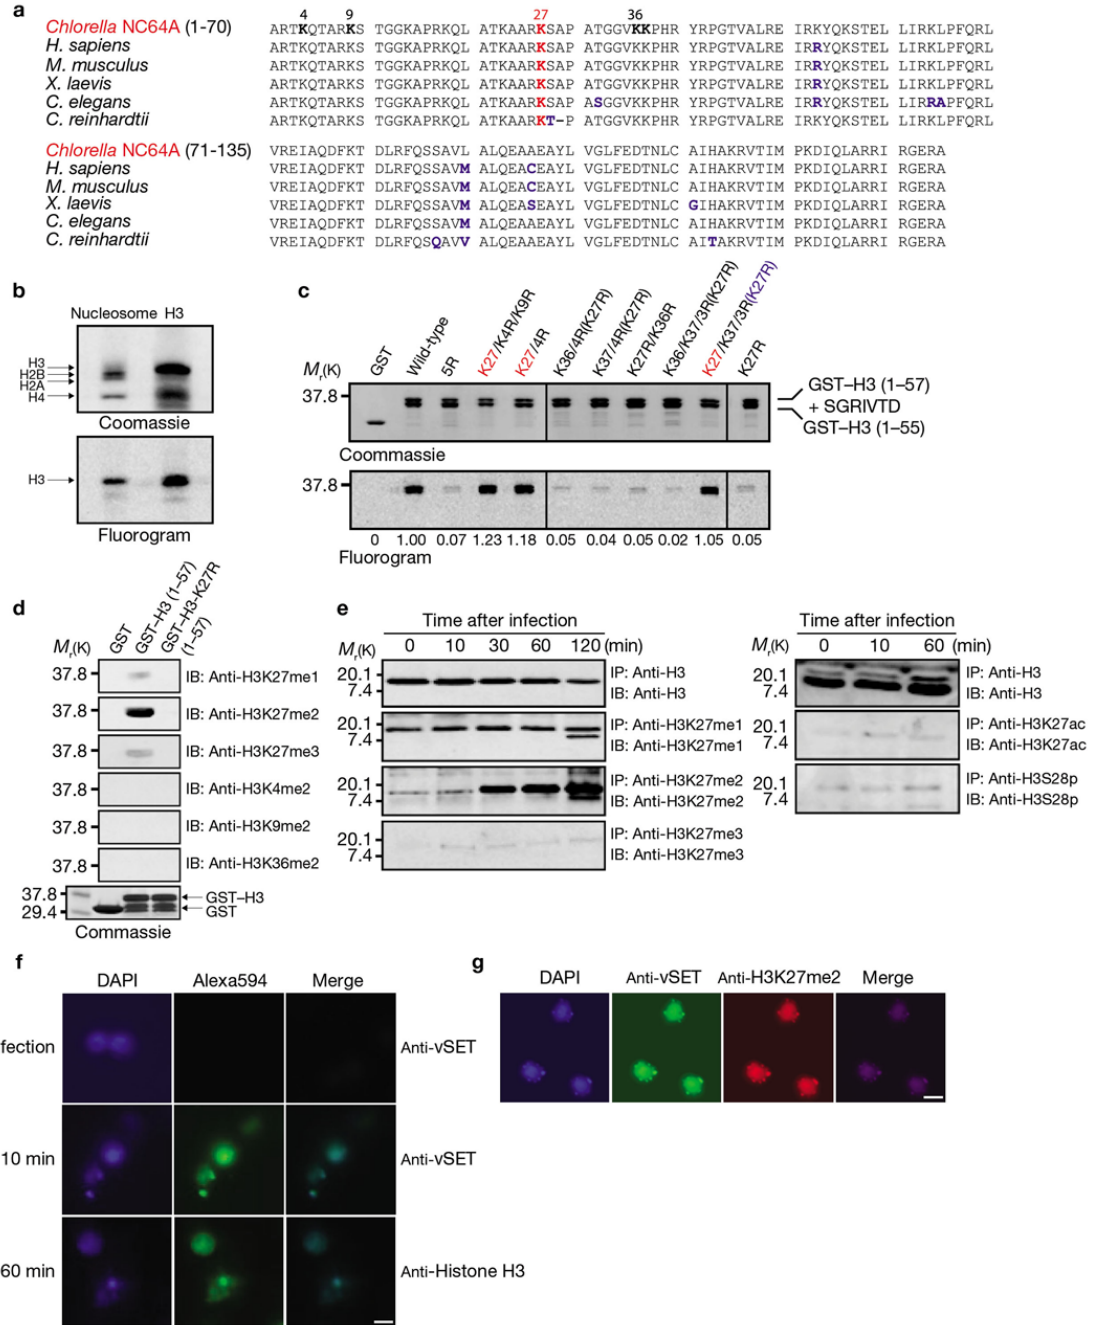 a
4 9 27 36
Chlorella NC64A (1-70) ARTKQTARKS TGGKAPRKQL ATKAARKSAP ATGGVKKPHR YRPGTVALRE IRKYQKSTEL LIRKLPFQRL
H. sapiens ARTKQTARKS TGGKAPRKQL ATKAARKSAP ATGGVKKPHR YRPGTVALRE IRRYQKSTEL LIRKLPFQRL
M. musculus ARTKQTARKS TGGKAPRKQL ATKAARKSAP ATGGVKKPHR YRPGTVALRE IRRYQKSTEL LIRKLPFQRL
X. laevis ARTKQTARKS TGGKAPRKQL ATKAARKSAP ATGGVKKPHR YRPGTVALRE IRRYQKSTEL LIRKLPFQRL
C. elegans ARTKQTARKS TGGKAPRKQL ATKAARKSAP ASGGVKKPHR YRPGTVALRE IRRYQKSTEL LIRRAPFQRL
C. reinhardtii ARTKQTARKS TGGKAPRKQL ATKAARKT-P ATGGVKKPHR YRPGTVALRE IRKYQKSTEL LIRKLPFQRL
Chlorella NC64A (71-135) VREIAQDFKT DLRFQSSAVL ALQEAAEAYL VGLFEDTNLC AIHAKRVTIM PKDIQLARRI RGERA
H. sapiens VREIAQDFKT DLRFQSSAVM ALQEACEAYL VGLFEDTNLC AIHAKRVTIM PKDIQLARRI RGERA
M. musculus VREIAQDFKT DLRFQSSAVM ALQEACEAYL VGLFEDTNLC AIHAKRVTIM PKDIQLARRI RGERA
X. laevis VREIAQDFKT DLRFQSSAVM ALQEASEAYL VGLFEDTNLC GIHAKRVTIM PKDIQLARRI RGERA
C. elegans VREIAQDFKT DLRFQSSAVM ALQEAAEAYL VGLFEDTNLC AIHAKRVTIM PKDIQLARRI RGERA
C. reinhardtii VREIAQDFKT DLRFQSQAVV ALQEAAEAYL VGLFEDTNLC AITAKRVTIM PKDIQLARRI RGERA
b
Nucleosome H3
H3
H2B
H2A
H4
Coomassie
H3
Fluorogram
c
Mr(K) GST Wild-type 5R K27/K4R/K9R K27/4R K36/4R(K27R) K37/4R(K27R) K27R/K36R K36/K37/3R(K27R) K27/K37/3R(K27R) K27R
37.8
GST–H3 (1–57)
+ SGRIVTD
GST–H3 (1–55)
Coommassie
37.8
0 1.00 0.07 1.23 1.18 0.05 0.04 0.05 0.02 1.05 0.05
Fluorogram
d
Mr(K) GST GST–H3 (1–57) GST–H3-K27R (1–57)
37.8 IB: Anti-H3K27me1
37.8 IB: Anti-H3K27me2
37.8 IB: Anti-H3K27me3
37.8 IB: Anti-H3K4me2
37.8 IB: Anti-H3K9me2
37.8 IB: Anti-H3K36me2
37.8 GST–H3
29.4 GST
Commassie
e
Time after infection
Mr(K) 0 10 30 60 120 (min)
20.1 IP: Anti-H3
7.4 IB: Anti-H3
20.1 IP: Anti-H3K27me1
7.4 IB: Anti-H3K27me1
20.1 IP: Anti-H3K27me2
7.4 IB: Anti-H3K27me2
20.1 IP: Anti-H3K27me3
7.4 IB: Anti-H3K27me3
Time after infection
Mr(K) 0 10 60 (min)
20.1 IP: Anti-H3
7.4 IB: Anti-H3
20.1 IP: Anti-H3K27ac
7.4 IB: Anti-H3K27ac
20.1 IP: Anti-H3S28p
7.4 IB: Anti-H3S28p
f
DAPI Alexa594 Merge
fection Anti-vSET
10 min Anti-vSET
60 min Anti-Histone H3
g
DAPI Anti-vSET Anti-H3K27me2 Merge